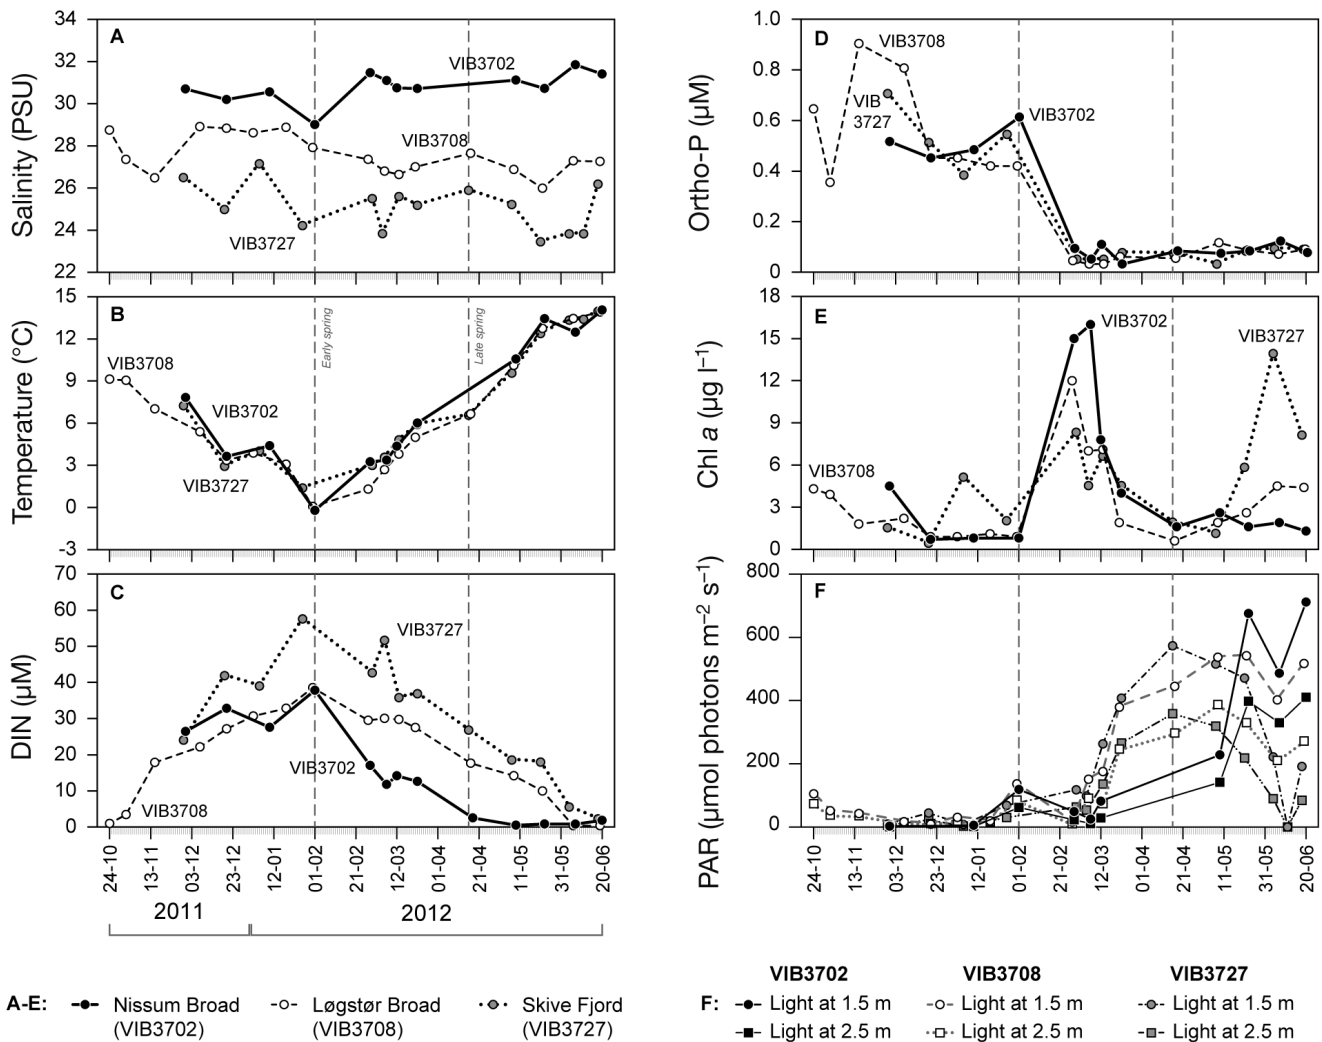 A
Salinity (PSU)
34
32
30
28
26
24
22
VIB3702
VIB3708
VIB3727
B
Temperature (°C)
15
12
9
6
3
0
-3
VIB3708
VIB3702
VIB3727
Early spring
Late spring
C
DIN (µM)
70
60
50
40
30
20
10
0
VIB3727
VIB3702
VIB3708
24-10
13-11
03-12
23-12
12-01
01-02
21-02
12-03
01-04
21-04
11-05
31-05
20-06
2011
2012
D
Ortho-P (µM)
1.0
0.8
0.6
0.4
0.2
0
VIB3708
VIB
3727
VIB3702
E
Chl a (µg l⁻¹)
18
15
12
9
6
3
0
VIB3702
VIB3727
VIB3708
F
PAR (µmol photons m⁻² s⁻¹)
800
600
400
200
0
24-10
13-11
03-12
23-12
12-01
01-02
21-02
12-03
01-04
21-04
11-05
31-05
20-06
A-E:
Nissum Broad
(VIB3702)
Løgstør Broad
(VIB3708)
Skive Fjord
(VIB3727)
VIB3702 VIB3708 VIB3727
F: Light at 1.5 m Light at 1.5 m Light at 1.5 m
Light at 2.5 m Light at 2.5 m Light at 2.5 m